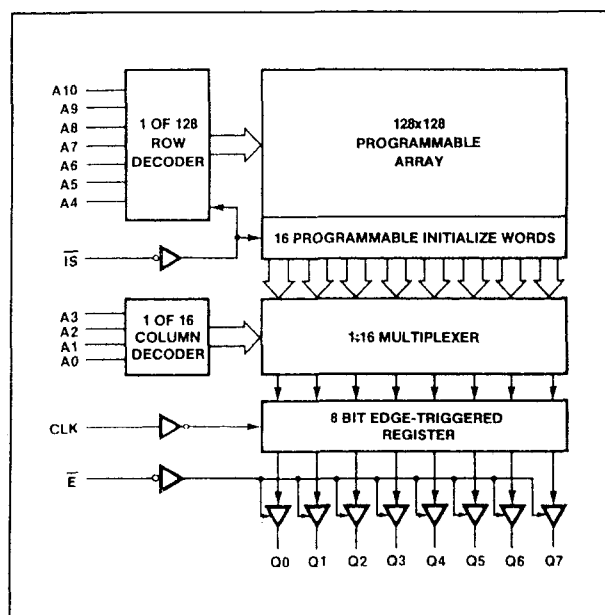 A10
A9
A8
A7
A6
A5
A4
1 OF 128
ROW
DECODER
128x128
PROGRAMMABLE
ARRAY
16 PROGRAMMABLE INITIALIZE WORDS
IS
A3
A2
A1
A0
1 OF 16
COLUMN
DECODER
1:16 MULTIPLEXER
CLK
8 BIT EDGE-TRIGGERED
REGISTER
E
Q0 Q1 Q2 Q3 Q4 Q5 Q6 Q7